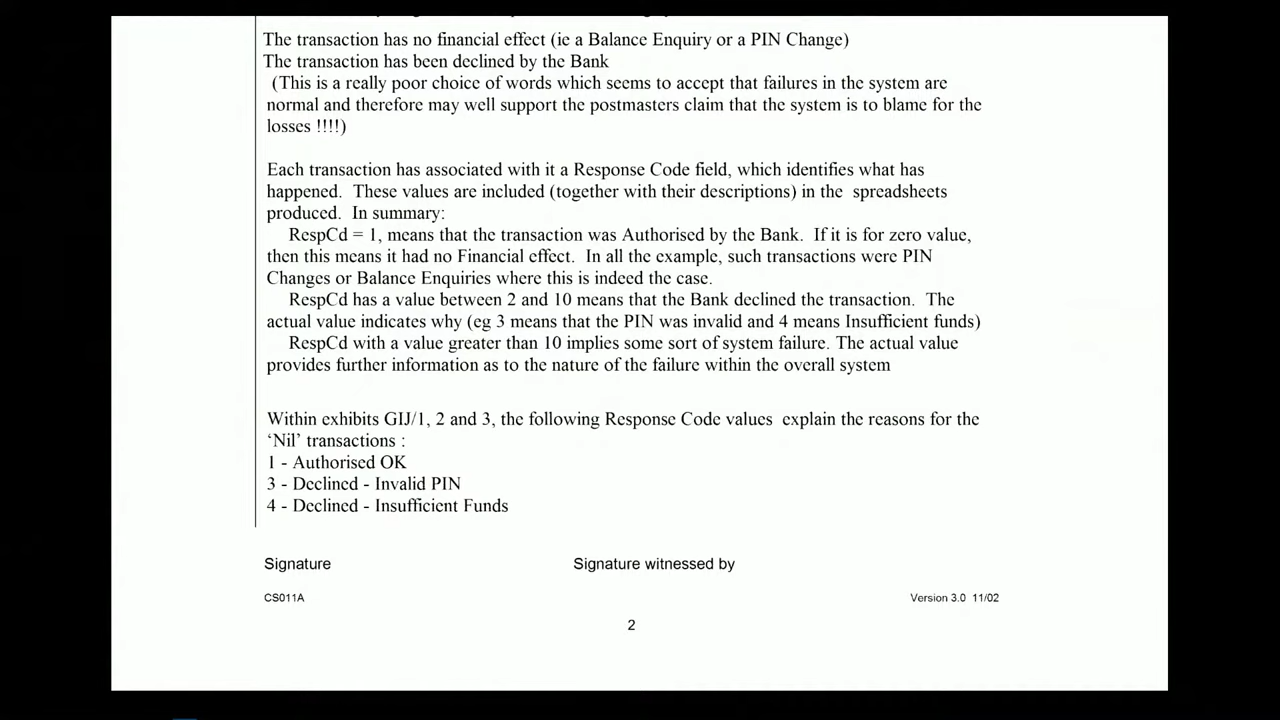 The transaction has no financial effect (ie a Balance Enquiry or a PIN Change)
The transaction has been declined by the Bank
(This is a really poor choice of words which seems to accept that failures in the system are
normal and therefore may well support the postmasters claim that the system is to blame for the
losses !!!!)
Each transaction has associated with it a Response Code field, which identifies what has
happened. These values are included (together with their descriptions) in the spreadsheets
produced. In summary:
RespCd = 1, means that the transaction was Authorised by the Bank. If it is for zero value,
then this means it had no Financial effect. In all the example, such transactions were PIN
Changes or Balance Enquiries where this is indeed the case.
RespCd has a value between 2 and 10 means that the Bank declined the transaction. The
actual value indicates why (eg 3 means that the PIN was invalid and 4 means Insufficient funds)
RespCd with a value greater than 10 implies some sort of system failure. The actual value
provides further information as to the nature of the failure within the overall system
Within exhibits GIJ/1, 2 and 3, the following Response Code values explain the reasons for the
‘Nil’ transactions :
1 - Authorised OK
3 - Declined - Invalid PIN
4 - Declined - Insufficient Funds
Signature Signature witnessed by
CS011A Version 3.0 11/02
2